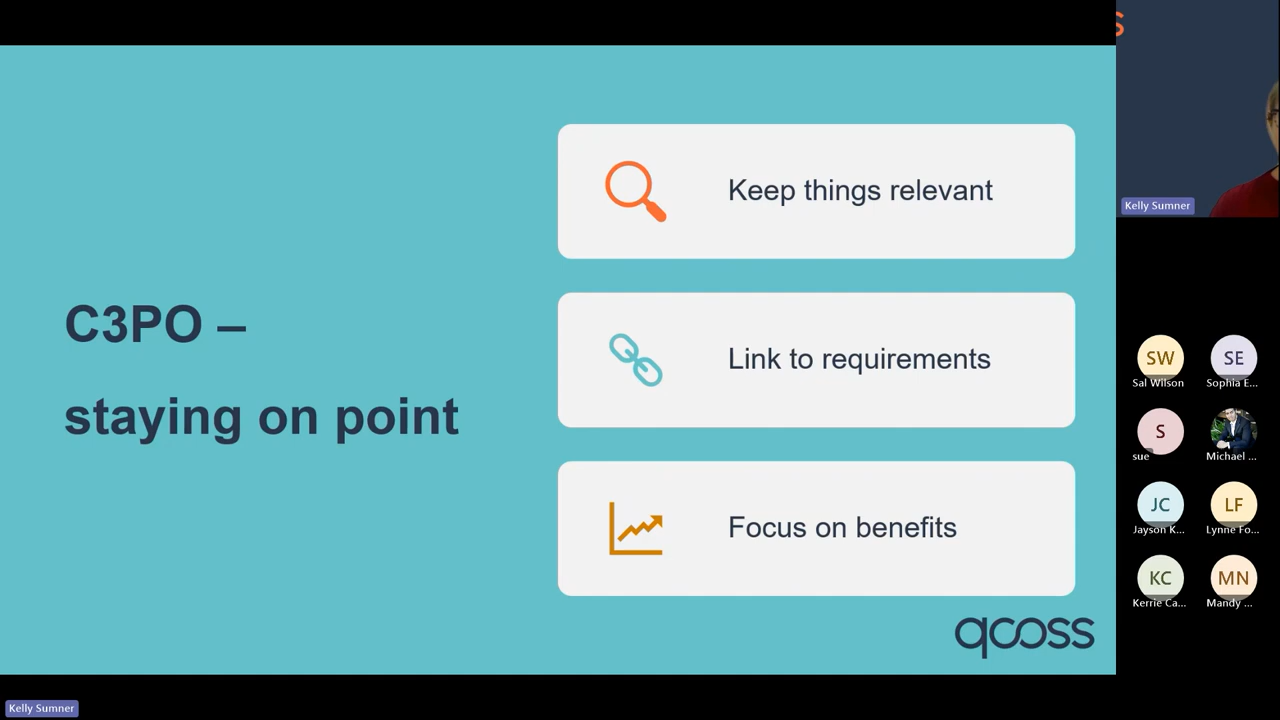 C3PO –
staying on point
Keep things relevant
Link to requirements
Focus on benefits
qcoss
S
Kelly Sumner
SW
Sal Wilson
SE
Sophia E...
S
sue
Michael ...
JC
Jayson K...
LF
Lynne Fo...
KC
Kerrie Ca...
MN
Mandy ...
Kelly Sumner